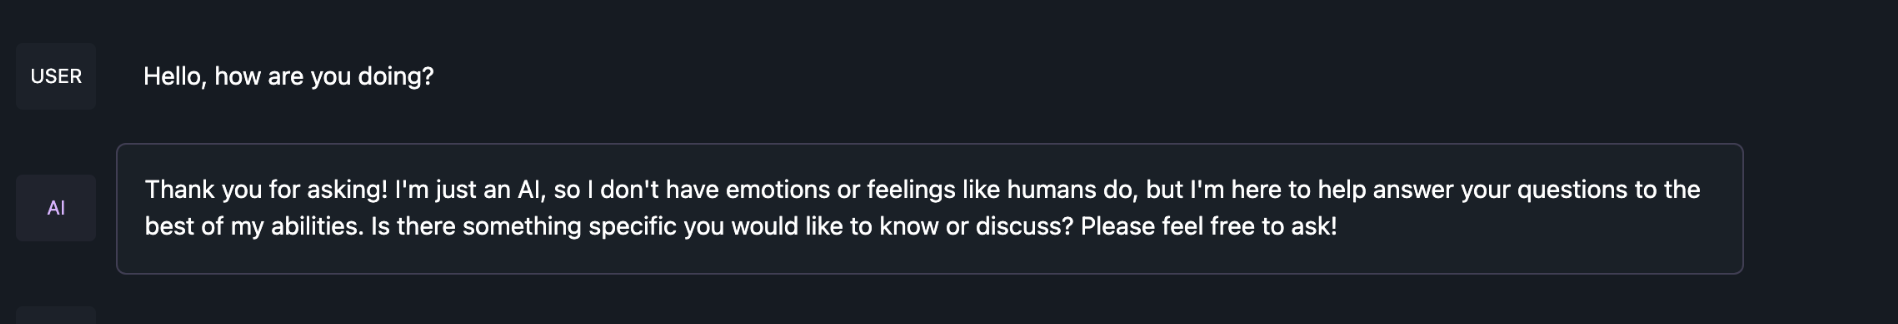 USER
Hello, how are you doing?
AI
Thank you for asking! I'm just an AI, so I don't have emotions or feelings like humans do, but I'm here to help answer your questions to the
best of my abilities. Is there something specific you would like to know or discuss? Please feel free to ask!